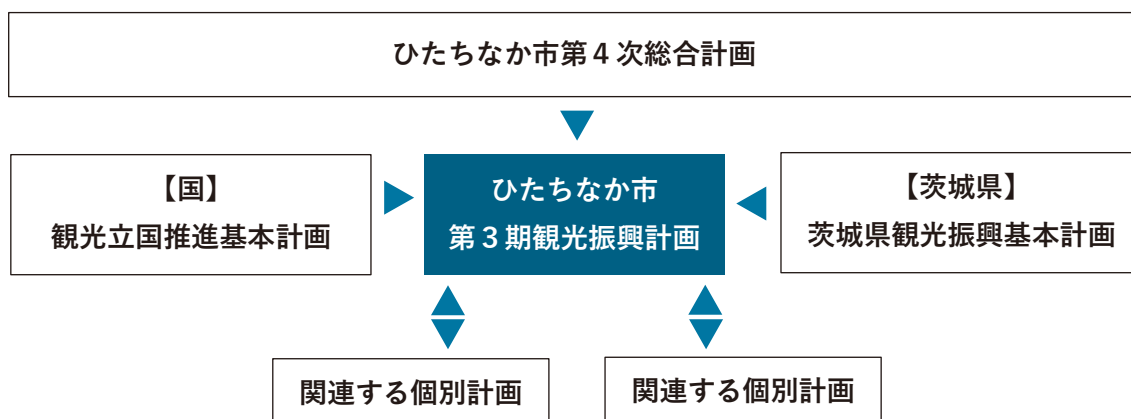 ひたちなか市第4次総合計画
【国】
観光立国推進基本計画
ひたちなか市
第3期観光振興計画
【茨城県】
茨城県観光振興基本計画
関連する個別計画
関連する個別計画